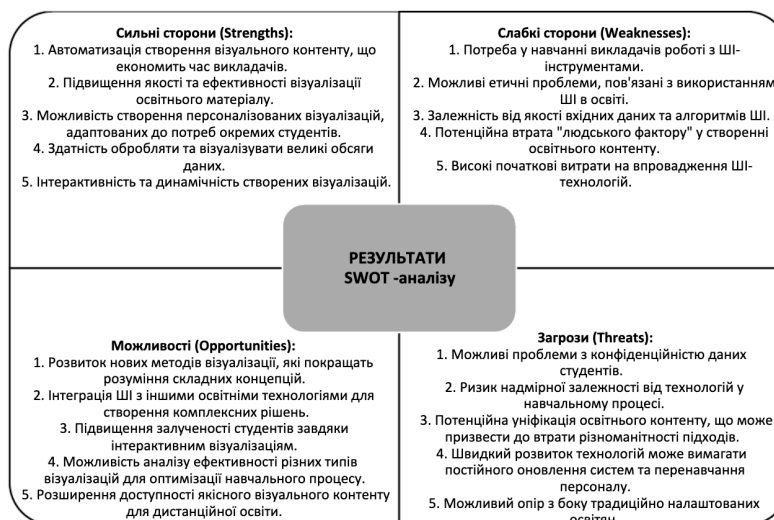 Сильні сторони (Strengths):
1. Автоматизація створення візуального контенту, що
економить час викладачів.
2. Підвищення якості та ефективності візуалізації
освітнього матеріалу.
3. Можливість створення персоналізованих візуалізацій,
адаптованих до потреб окремих студентів.
4. Здатність обробляти та візуалізувати великі обсяги
даних.
5. Інтерактивність та динамічність створених візуалізацій.
Слабкі сторони (Weaknesses):
1. Потреба у навчанні викладачів роботі з ШІ-
інструментами.
2. Можливі етичні проблеми, пов'язані з використанням
ШІ в освіті.
3. Залежність від якості вхідних даних та алгоритмів ШІ.
4. Потенційна втрата "людського фактору" у створенні
освітнього контенту.
5. Високі початкові витрати на впровадження ШІ-
технологій.
РЕЗУЛЬТАТИ
SWOT -аналізу
Можливості (Opportunities):
1. Розвиток нових методів візуалізації, які покращать
розуміння складних концепцій.
2. Інтеграція ШІ з іншими освітніми технологіями для
створення комплексних рішень.
3. Підвищення залученості студентів завдяки
інтерактивним візуалізаціям.
4. Можливість аналізу ефективності різних типів
візуалізацій для оптимізації навчального процесу.
5. Розширення доступності якісного візуального контенту
для дистанційної освіти.
Загрози (Threats):
1. Можливі проблеми з конфіденційністю даних
студентів.
2. Ризик надмірної залежності від технологій у
навчальному процесі.
3. Потенційна уніфікація освітнього контенту, що може
призвести до втрати різноманітності підходів.
4. Швидкий розвиток технологій може вимагати
постійного оновлення систем та перенавчання
персоналу.
5. Можливий опір з боку традиційно налаштованих